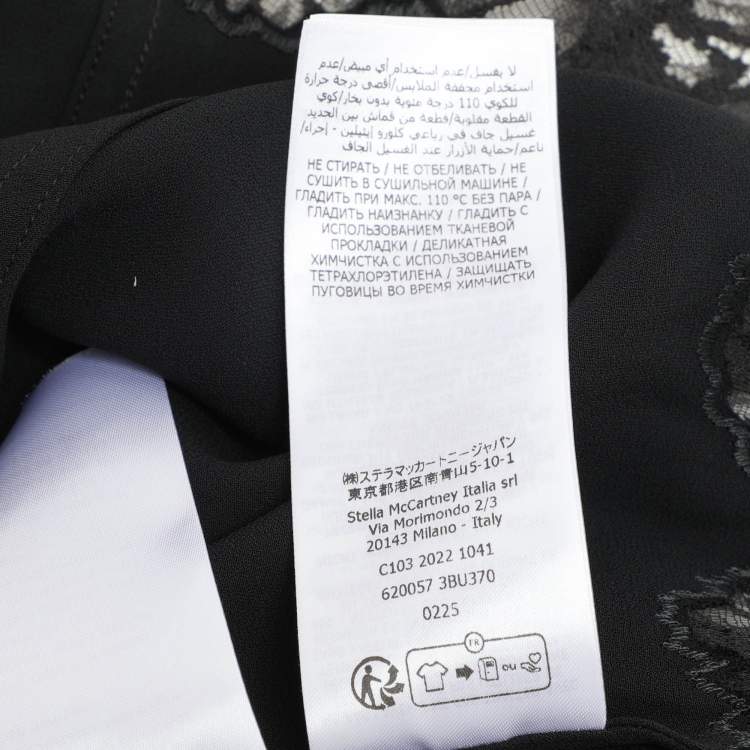 لا يغسل/عدم استخدام أي مبيض/عدم
استخدام مجففة الملابس/أقصى درجة حرارة
للكوي 110 درجة مئوية بدون بخار/كوي
القطعة مقلوبة/قطعة من قماش بين الحديد
غسيل جاف في رباعي كلورو إيثيلين - إجراء/
ناعم/حماية الأزرار عند الغسيل الجاف
НЕ СТИРАТЬ / НЕ ОТБЕЛИВАТЬ / НЕ
СУШИТЬ В СУШИЛЬНОЙ МАШИНЕ /
ГЛАДИТЬ ПРИ МАКС. 110 °C БЕЗ ПАРА /
ГЛАДИТЬ НАИЗНАНКУ / ГЛАДИТЬ С
ИСПОЛЬЗОВАНИЕМ ТКАНЕВОЙ
ПРОКЛАДКИ / ДЕЛИКАТНАЯ
ХИМЧИСТКА С ИСПОЛЬЗОВАНИЕМ
ТЕТРАХЛОРЭТИЛЕНА / ЗАЩИЩАТЬ
ПУГОВИЦЫ ВО ВРЕМЯ ХИМЧИСТКИ
㈱ステラマッカートニージャパン
東京都港区南青山5-10-1
Stella McCartney Italia srl
Via Morimondo 2/3
20143 Milano - Italy
C103 2022 1041
620057 3BU370
0225
FR
ou